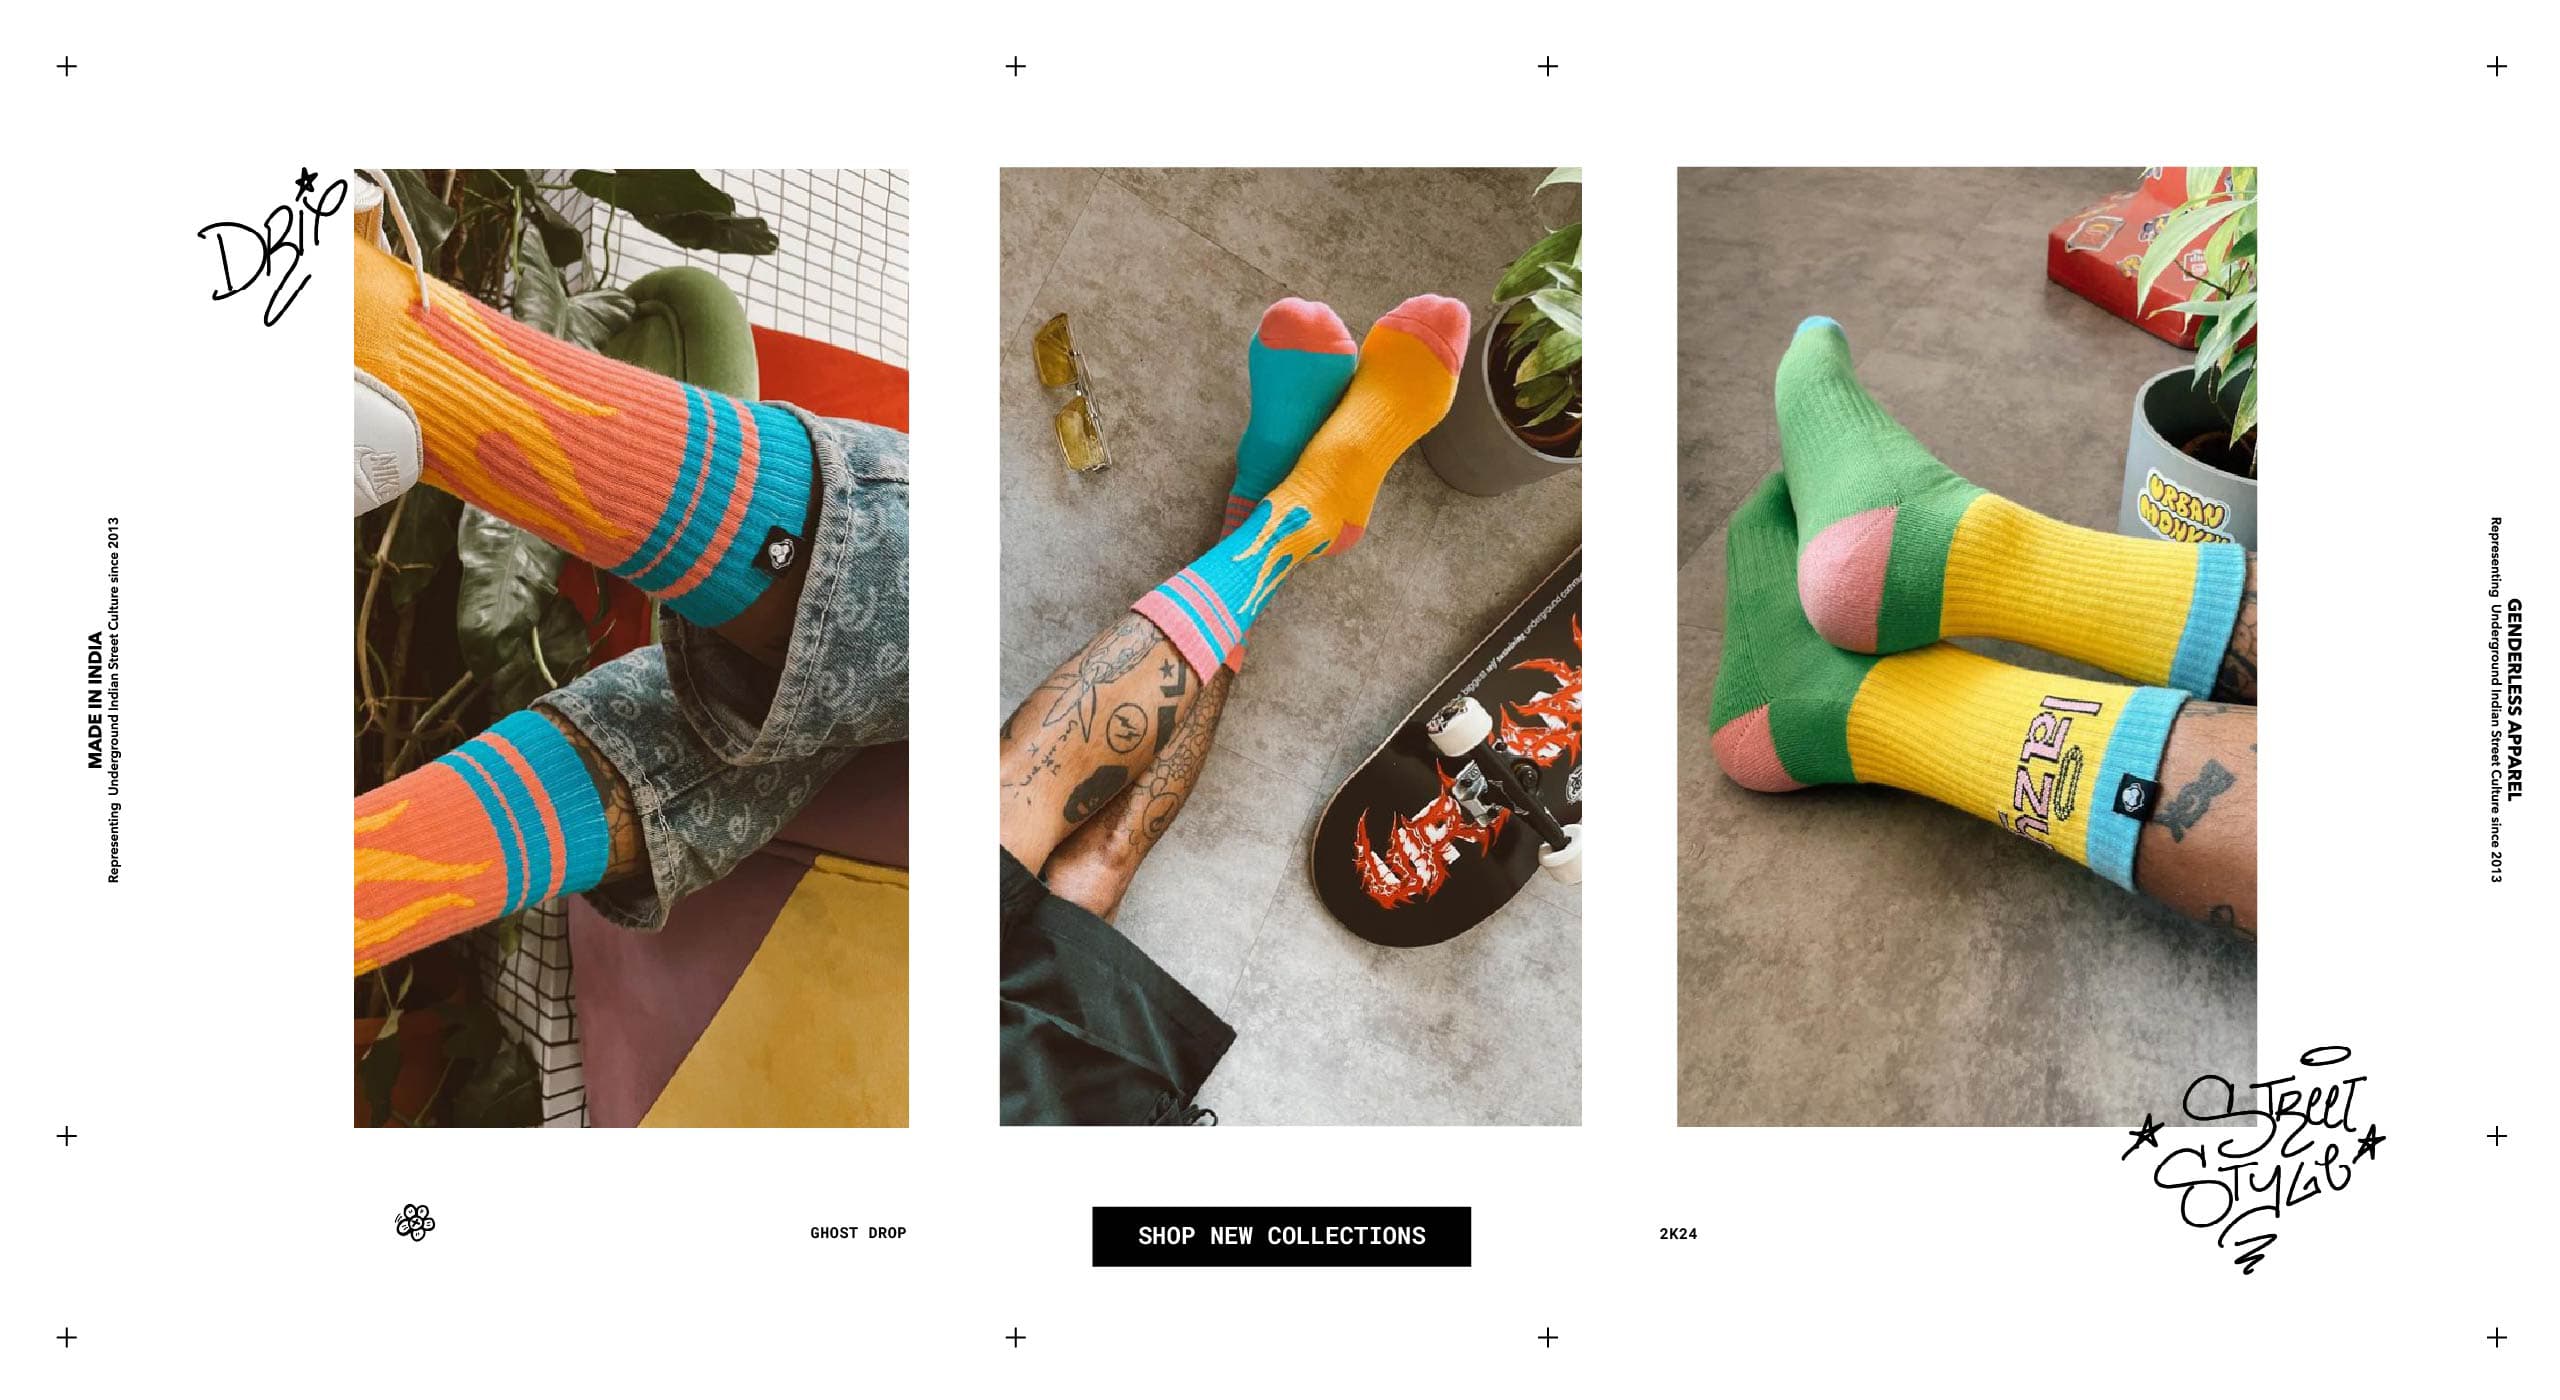 DRIP
MADE IN INDIA
Representing Underground Indian Street Culture since 2013
NIKE
URBAN
MONKEY
GENDERLESS APPAREL
Representing Underground Indian Street Culture since 2013
STREET
STYLE
GHOST DROP
SHOP NEW COLLECTIONS
2K24